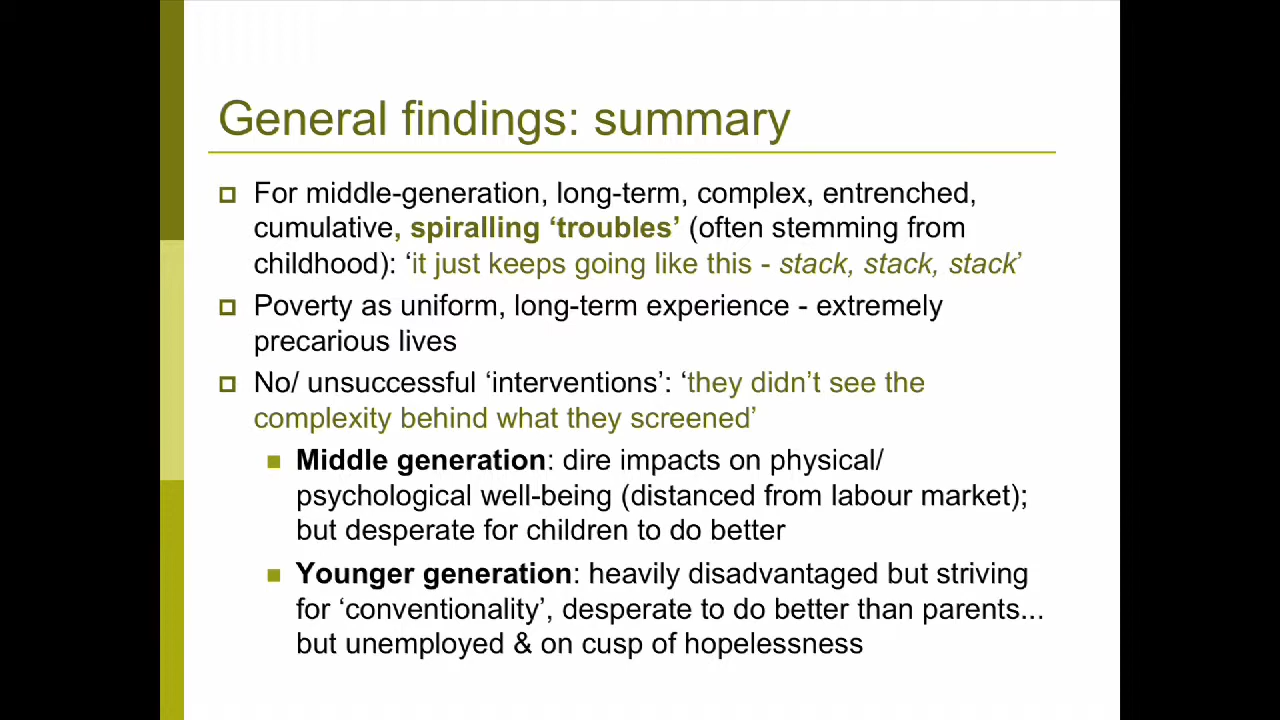 General findings: summary
For middle-generation, long-term, complex, entrenched,
cumulative, spiralling ‘troubles’ (often stemming from
childhood): ‘it just keeps going like this - stack, stack, stack’
Poverty as uniform, long-term experience - extremely
precarious lives
No/ unsuccessful ‘interventions’: ‘they didn’t see the
complexity behind what they screened’
Middle generation: dire impacts on physical/
psychological well-being (distanced from labour market);
but desperate for children to do better
Younger generation: heavily disadvantaged but striving
for ‘conventionality’, desperate to do better than parents...
but unemployed & on cusp of hopelessness